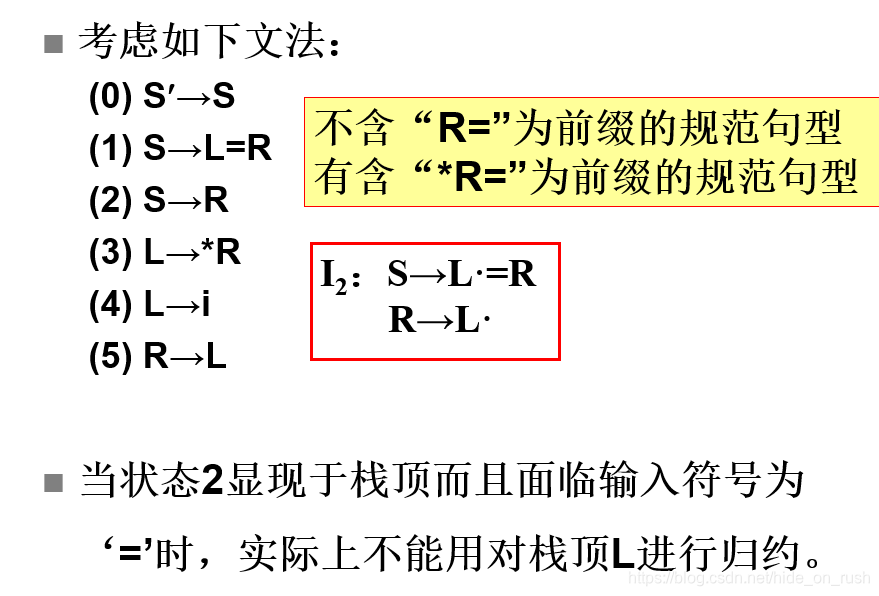 考虑如下文法：
(0) S′→S
(1) S→L=R
(2) S→R
(3) L→*R
(4) L→i
(5) R→L
不含“R=”为前缀的规范句型
有含“*R=”为前缀的规范句型
I₂：S→L·=R
R→L·
当状态2显现于栈顶而且面临输入符号为
‘=’时，实际上不能用对栈顶L进行归约。
https://blog.csdn.net/hide_on_rush